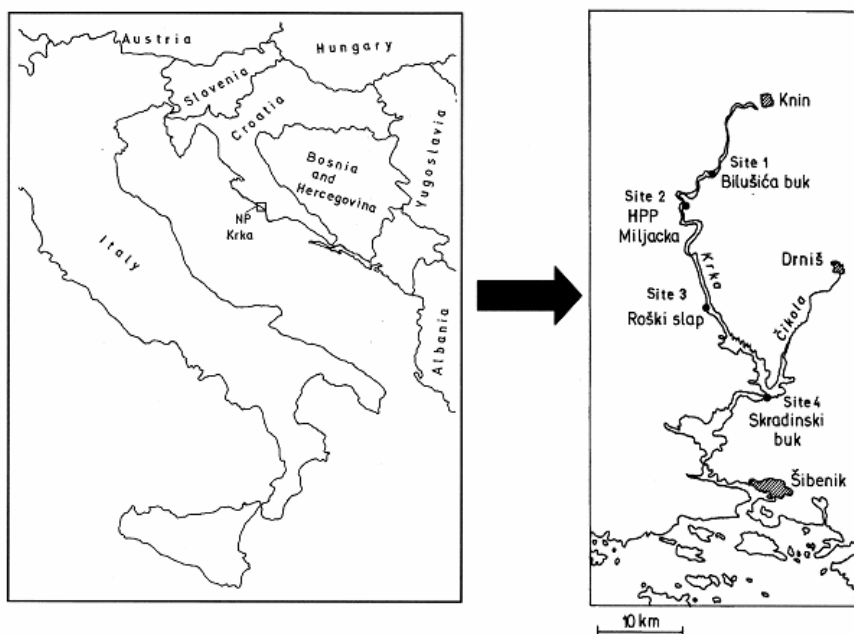 Austria
Hungary
Slovenia
Croatia
Bosnia
and
Hercegovina
Yugoslavia
NP
Krka
Italy
Albania
Knin
Site 1
Bilušića buk
Site 2
HPP
Miljacka
Drniš
Krka
Site 3
Roški slap
Čikola
Site 4
Skradinski
buk
Šibenik
10 km